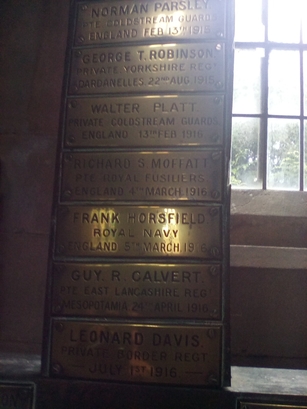 NORMAN PARSLEY
PTE COLDSTREAM GUARDS
ENGLAND FEB 13TH 1916
GEORGE T. ROBINSON
PRIVATE YORKSHIRE REGT
DARDANELLES 22ND AUG 1915
WALTER PLATT
PRIVATE COLDSTREAM GUARDS
ENGLAND 13TH FEB 1916
RICHARD S. MOFFATT
PTE ROYAL FUSILIERS
ENGLAND 4TH MARCH 1916
FRANK HORSFIELD
ROYAL NAVY
ENGLAND 5TH MARCH 1916
GUY. R. CALVERT.
PTE EAST LANCASHIRE REG
MESOPOTAMIA 24TH APRIL 1916
LEONARD DAVIS
PRIVATE BORDER REGT
JULY 1ST 1916